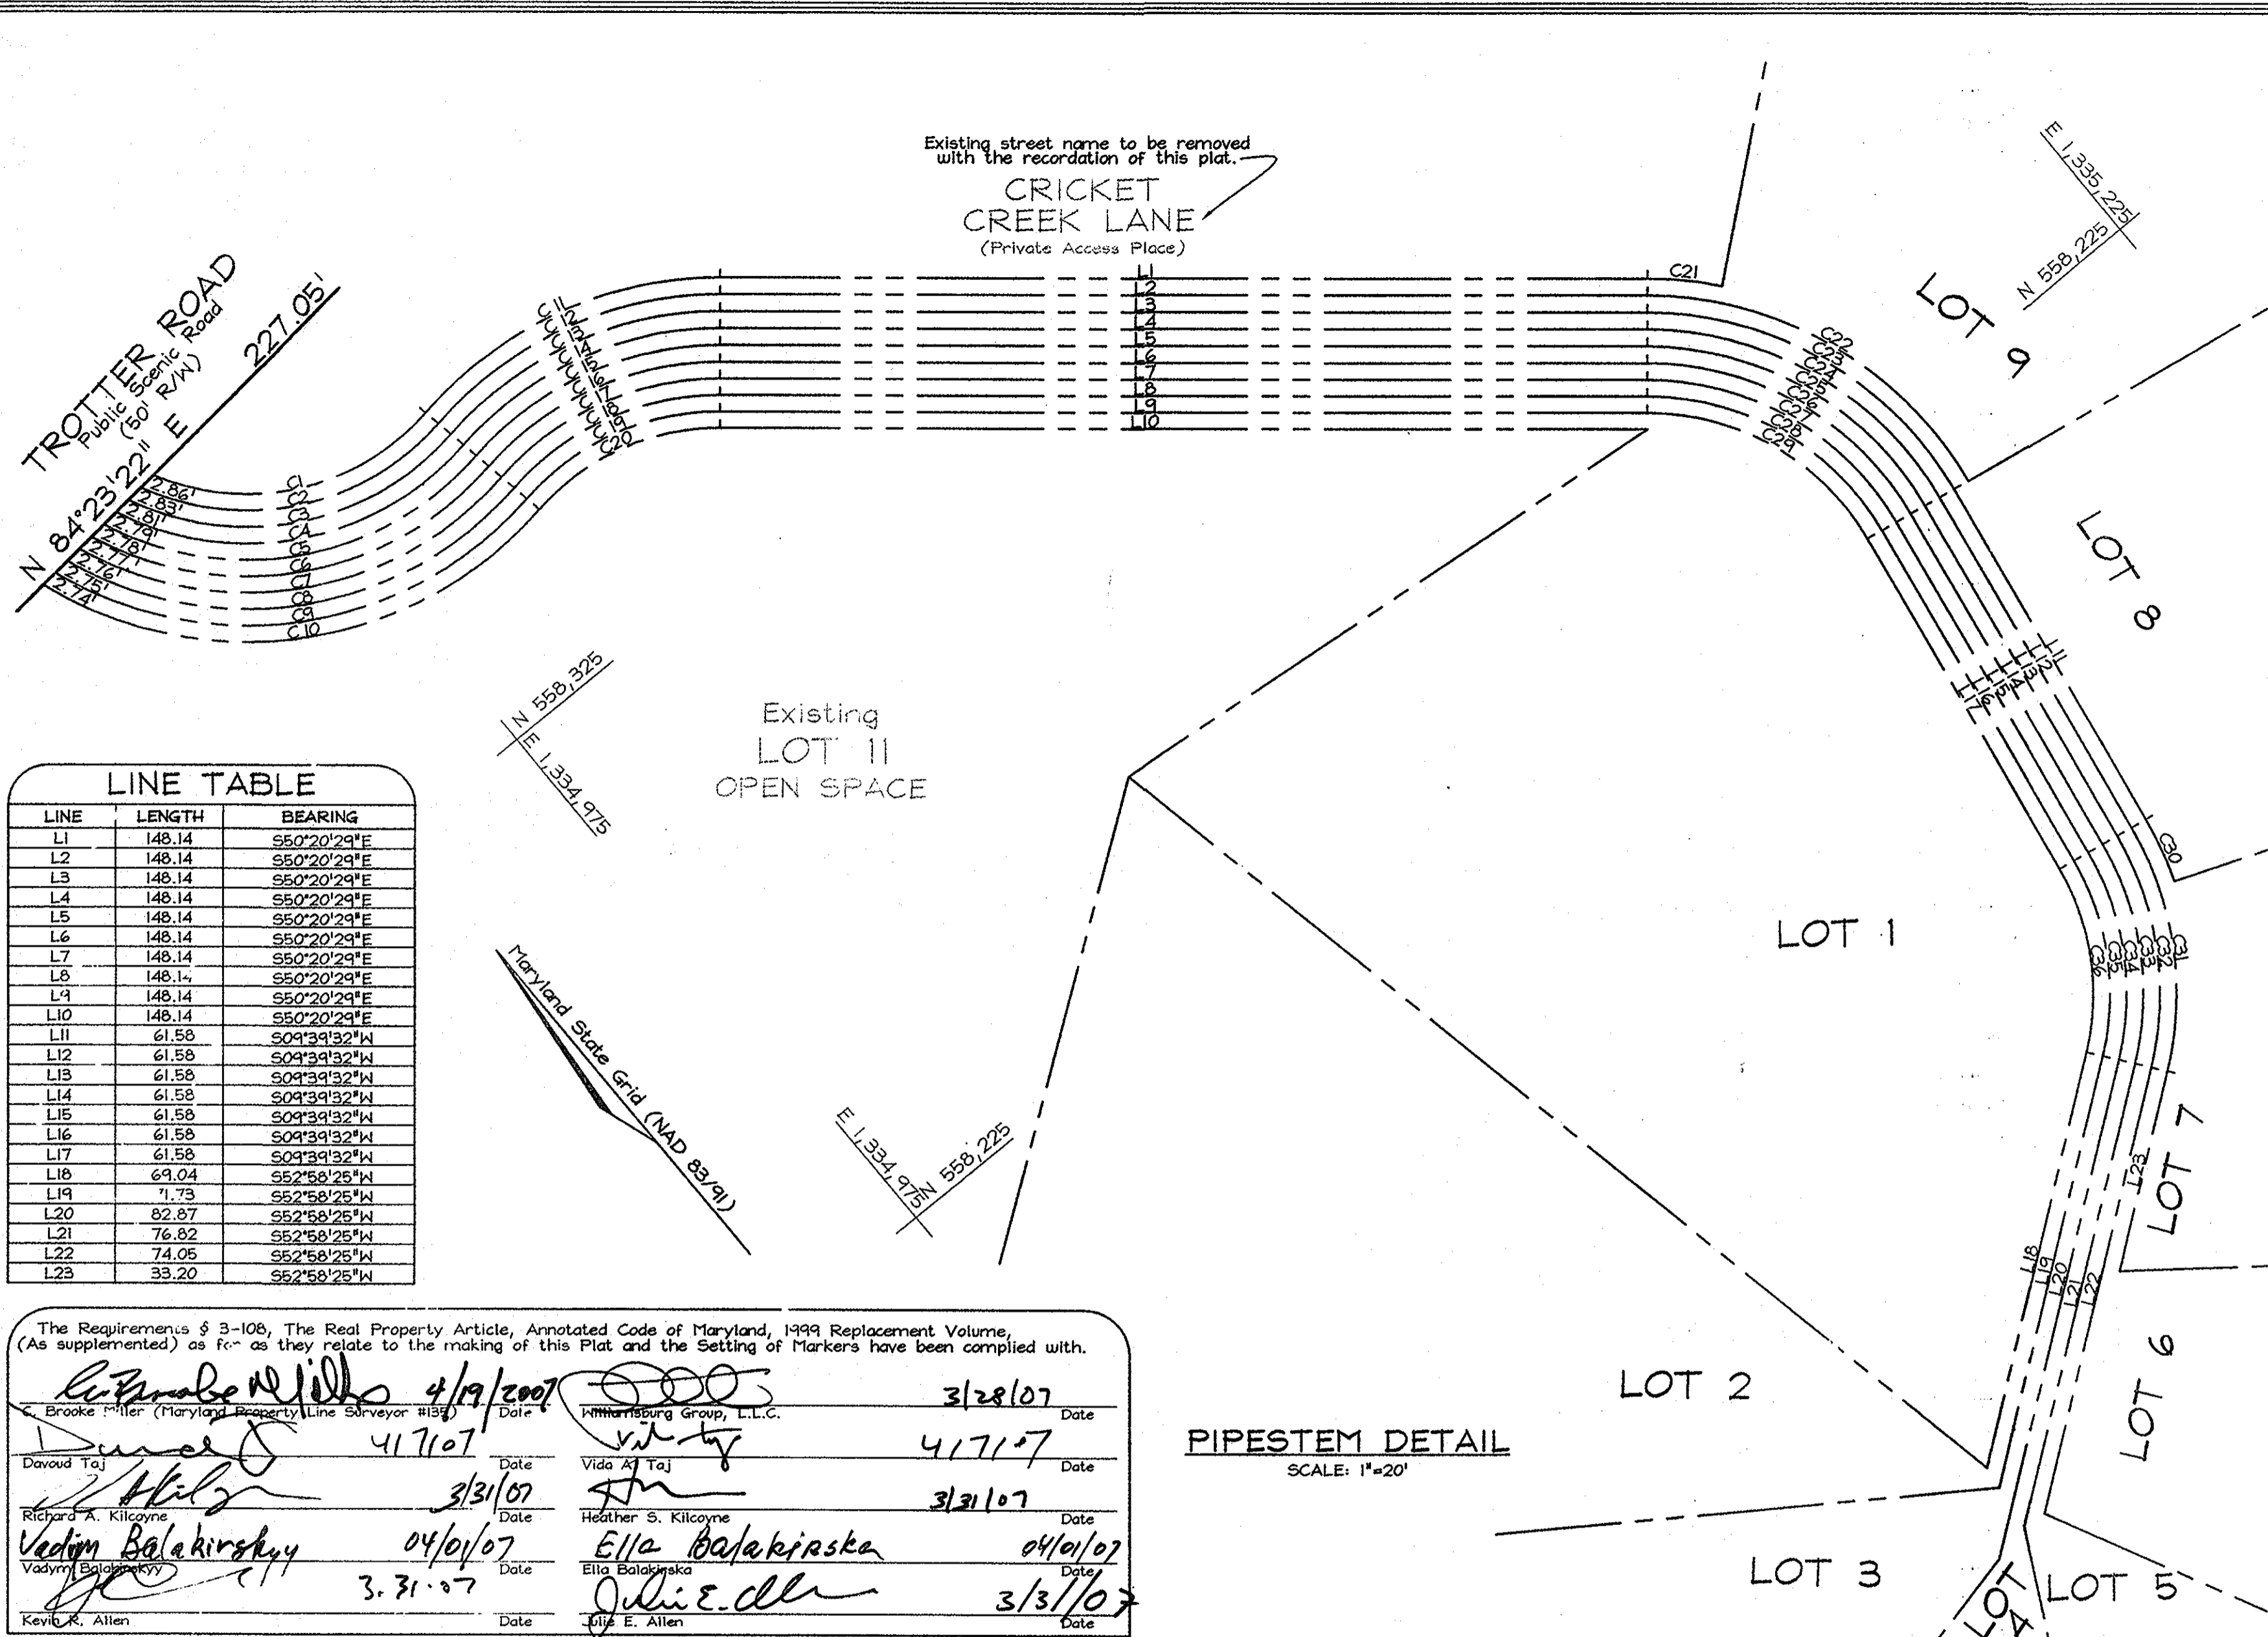 Existing street name to be removed
with the recordation of this plat.
CRICKET
CREEK LANE
(Private Access Place)
TROTTER ROAD
Public Scenic Road
(50' R/W)
N 84°23'22" E 227.05'
2.86'
2.83'
2.81'
2.79'
2.78'
2.77'
2.76'
2.75'
2.74'
C1
C2
C3
C4
C5
C6
C7
C8
C9
C10
C20
L1
L2
L3
L4
L5
L6
L7
L8
L9
L10
C21
C22
C23
C24
C25
C26
C27
C28
C29
E 1,335,225
N 558,225
LOT 9
LOT 8
C30
C31
C32
C33
C34
C35
C36
N 558,325
E 1,334,975
Existing
LOT 11
OPEN SPACE
LOT 1
LINE TABLE
LINE LENGTH BEARING
L1 148.14 S50°20'29"E
L2 148.14 S50°20'29"E
L3 148.14 S50°20'29"E
L4 148.14 S50°20'29"E
L5 148.14 S50°20'29"E
L6 148.14 S50°20'29"E
L7 148.14 S50°20'29"E
L8 148.14 S50°20'29"E
L9 148.14 S50°20'29"E
L10 148.14 S50°20'29"E
L11 61.58 S09°39'32"W
L12 61.58 S09°39'32"W
L13 61.58 S09°39'32"W
L14 61.58 S09°39'32"W
L15 61.58 S09°39'32"W
L16 61.58 S09°39'32"W
L17 61.58 S09°39'32"W
L18 69.04 S52°58'25"W
L19 71.73 S52°58'25"W
L20 82.87 S52°58'25"W
L21 76.82 S52°58'25"W
L22 74.05 S52°58'25"W
L23 33.20 S52°58'25"W
Maryland State Grid (NAD 83/91)
E 1,334,975
N 558,225
L23
LOT 7
L18
L19
L20
L21
L22
LOT 6
LOT 2
PIPESTEM DETAIL
SCALE: 1"=20'
LOT 3
LOT 4
LOT 5
The Requirements § 3-108, The Real Property Article, Annotated Code of Maryland, 1999 Replacement Volume,
(As supplemented) as far as they relate to the making of this Plat and the Setting of Markers have been complied with.
4/19/2007 3/28/07
C. Brooke Miller (Maryland Property Line Surveyor #135) Date Williamsburg Group, L.L.C. Date
4/7/07 4/7/07
Davoud Taj Date Vida A. Taj Date
3/31/07 3/31/07
Richard A. Kilcoyne Date Heather S. Kilcoyne Date
Vadym Balakirskyy 04/01/07 Ella Balakirska 04/01/07
Vadym Balakirskyy Date Ella Balakirska Date
3.31.07 Julie E. Allen 3/31/07
Kevin R. Allen Date Julie E. Allen Date